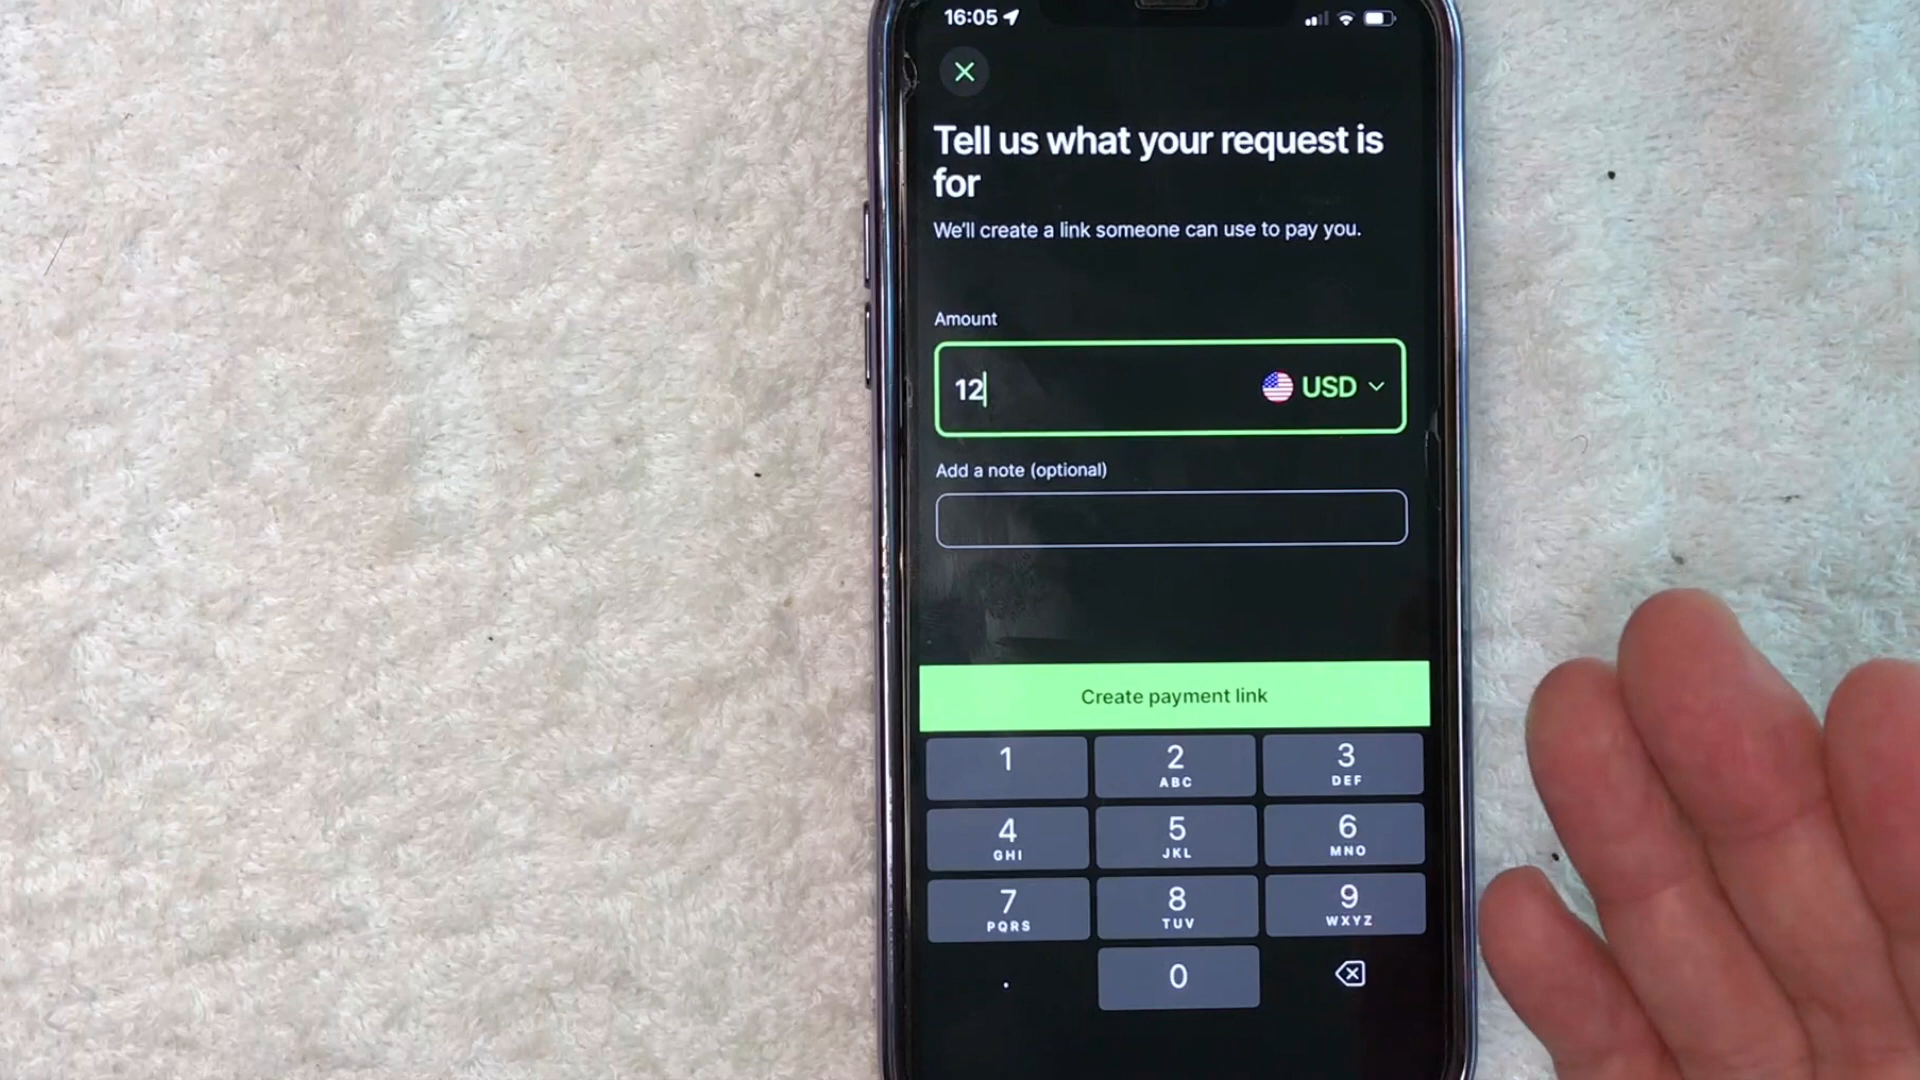 16:05
Tell us what your request is
for
We'll create a link someone can use to pay you.
Amount
12 USD
Add a note (optional)
Create payment link
1 2 3
ABC DEF
4 5 6
GHI JKL MNO
7 8 9
PQRS TUV WXYZ
. 0